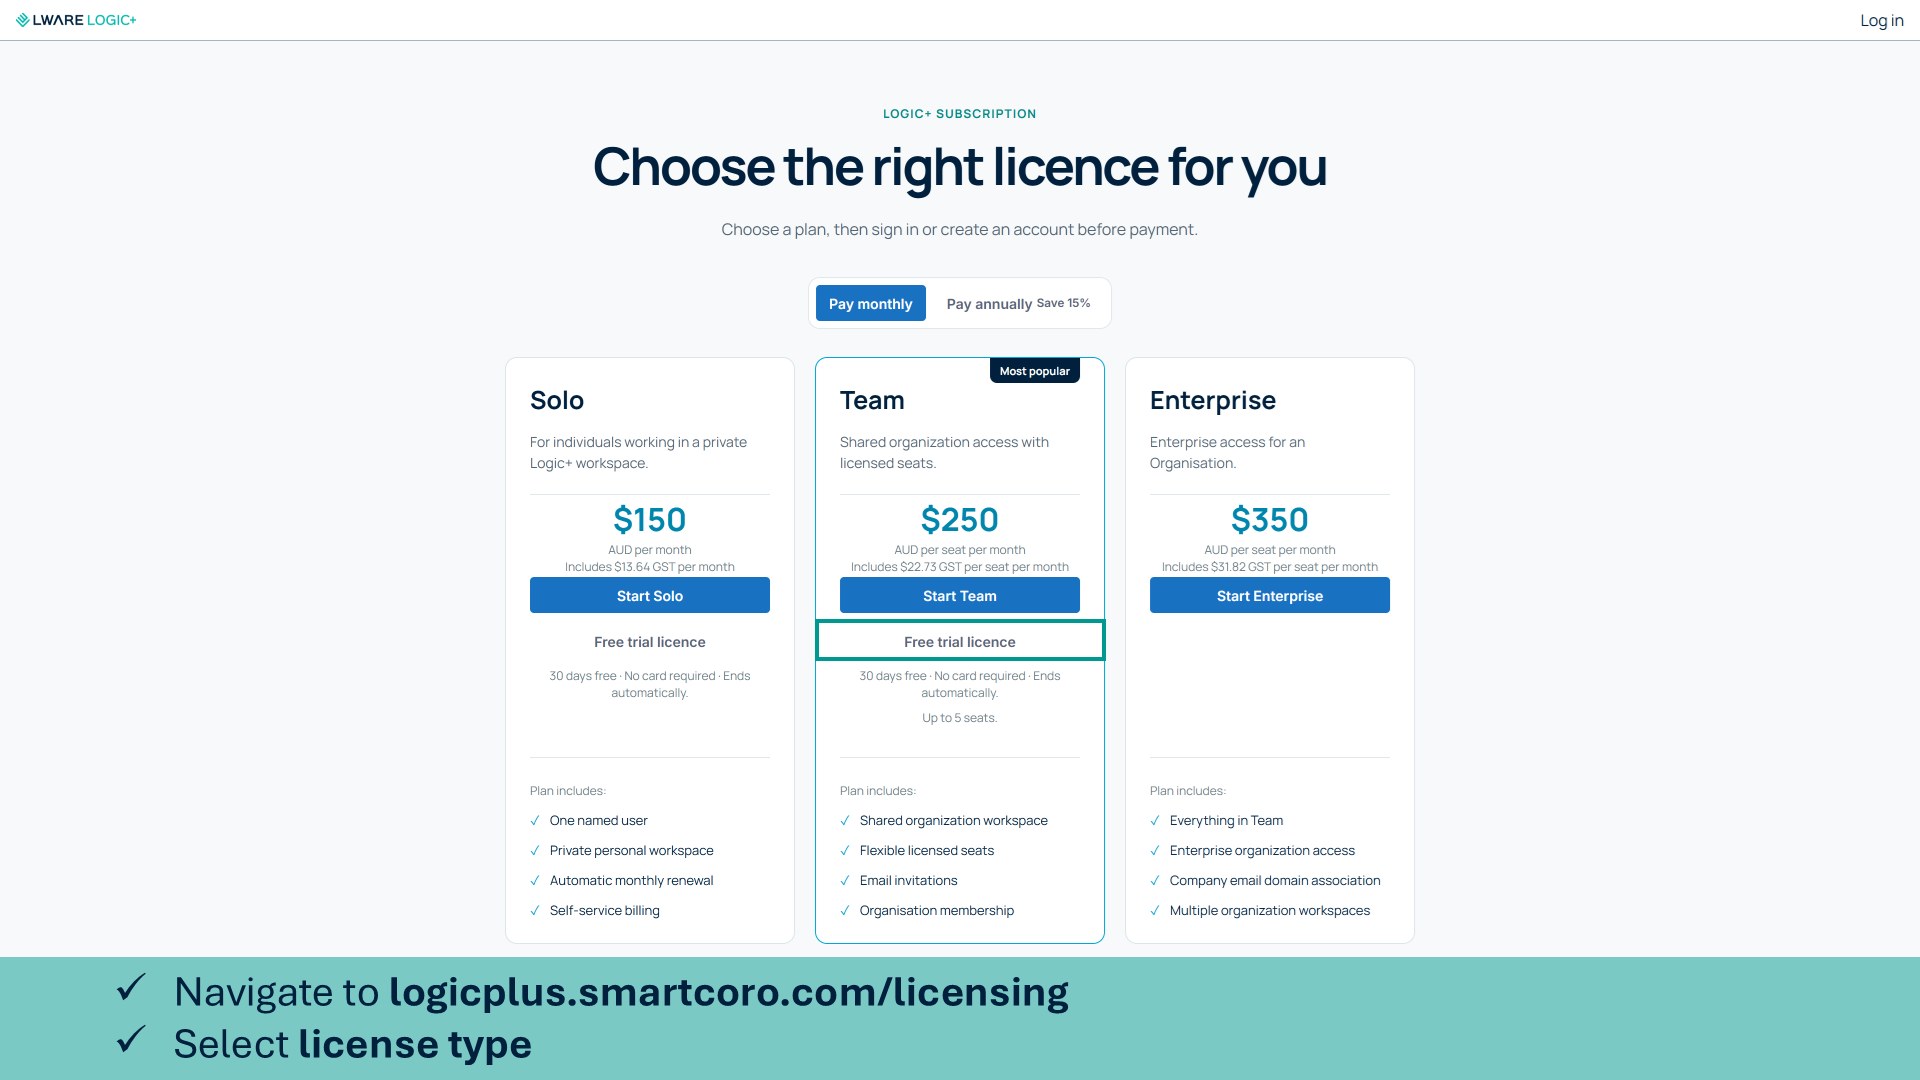 LWARE LOGIC+
Log in
LOGIC+ SUBSCRIPTION
Choose the right licence for you
Choose a plan, then sign in or create an account before payment.
Pay monthly
Pay annually Save 15%
Solo
For individuals working in a private
Logic+ workspace.
$150
AUD per month
Includes $13.64 GST per month
Start Solo
Free trial licence
30 days free · No card required · Ends
automatically.
Plan includes:
✓ One named user
✓ Private personal workspace
✓ Automatic monthly renewal
✓ Self-service billing
Most popular
Team
Shared organization access with
licensed seats.
$250
AUD per seat per month
Includes $22.73 GST per seat per month
Start Team
Free trial licence
30 days free · No card required · Ends
automatically.
Up to 5 seats.
Plan includes:
✓ Shared organization workspace
✓ Flexible licensed seats
✓ Email invitations
✓ Organisation membership
Enterprise
Enterprise access for an
Organisation.
$350
AUD per seat per month
Includes $31.82 GST per seat per month
Start Enterprise
Plan includes:
✓ Everything in Team
✓ Enterprise organization access
✓ Company email domain association
✓ Multiple organization workspaces
✓ Navigate to logicplus.smartcoro.com/licensing
✓ Select license type